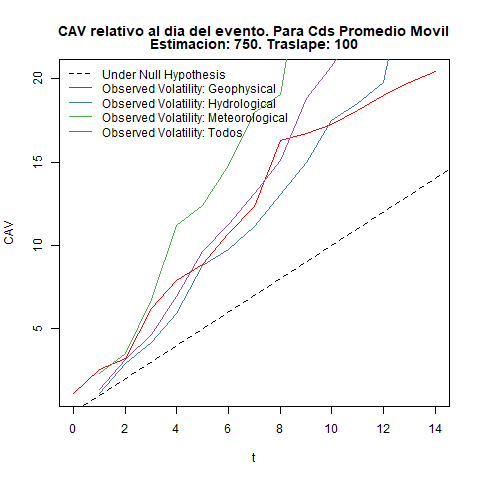 CAV relativo al dia del evento. Para Cds Promedio Movil
Estimacion: 750. Traslape: 100
Under Null Hypothesis
Observed Volatility: Geophysical
Observed Volatility: Hydrological
Observed Volatility: Meteorological
Observed Volatility: Todos
20
15
10
5
CAV
0 2 4 6 8 10 12 14
t